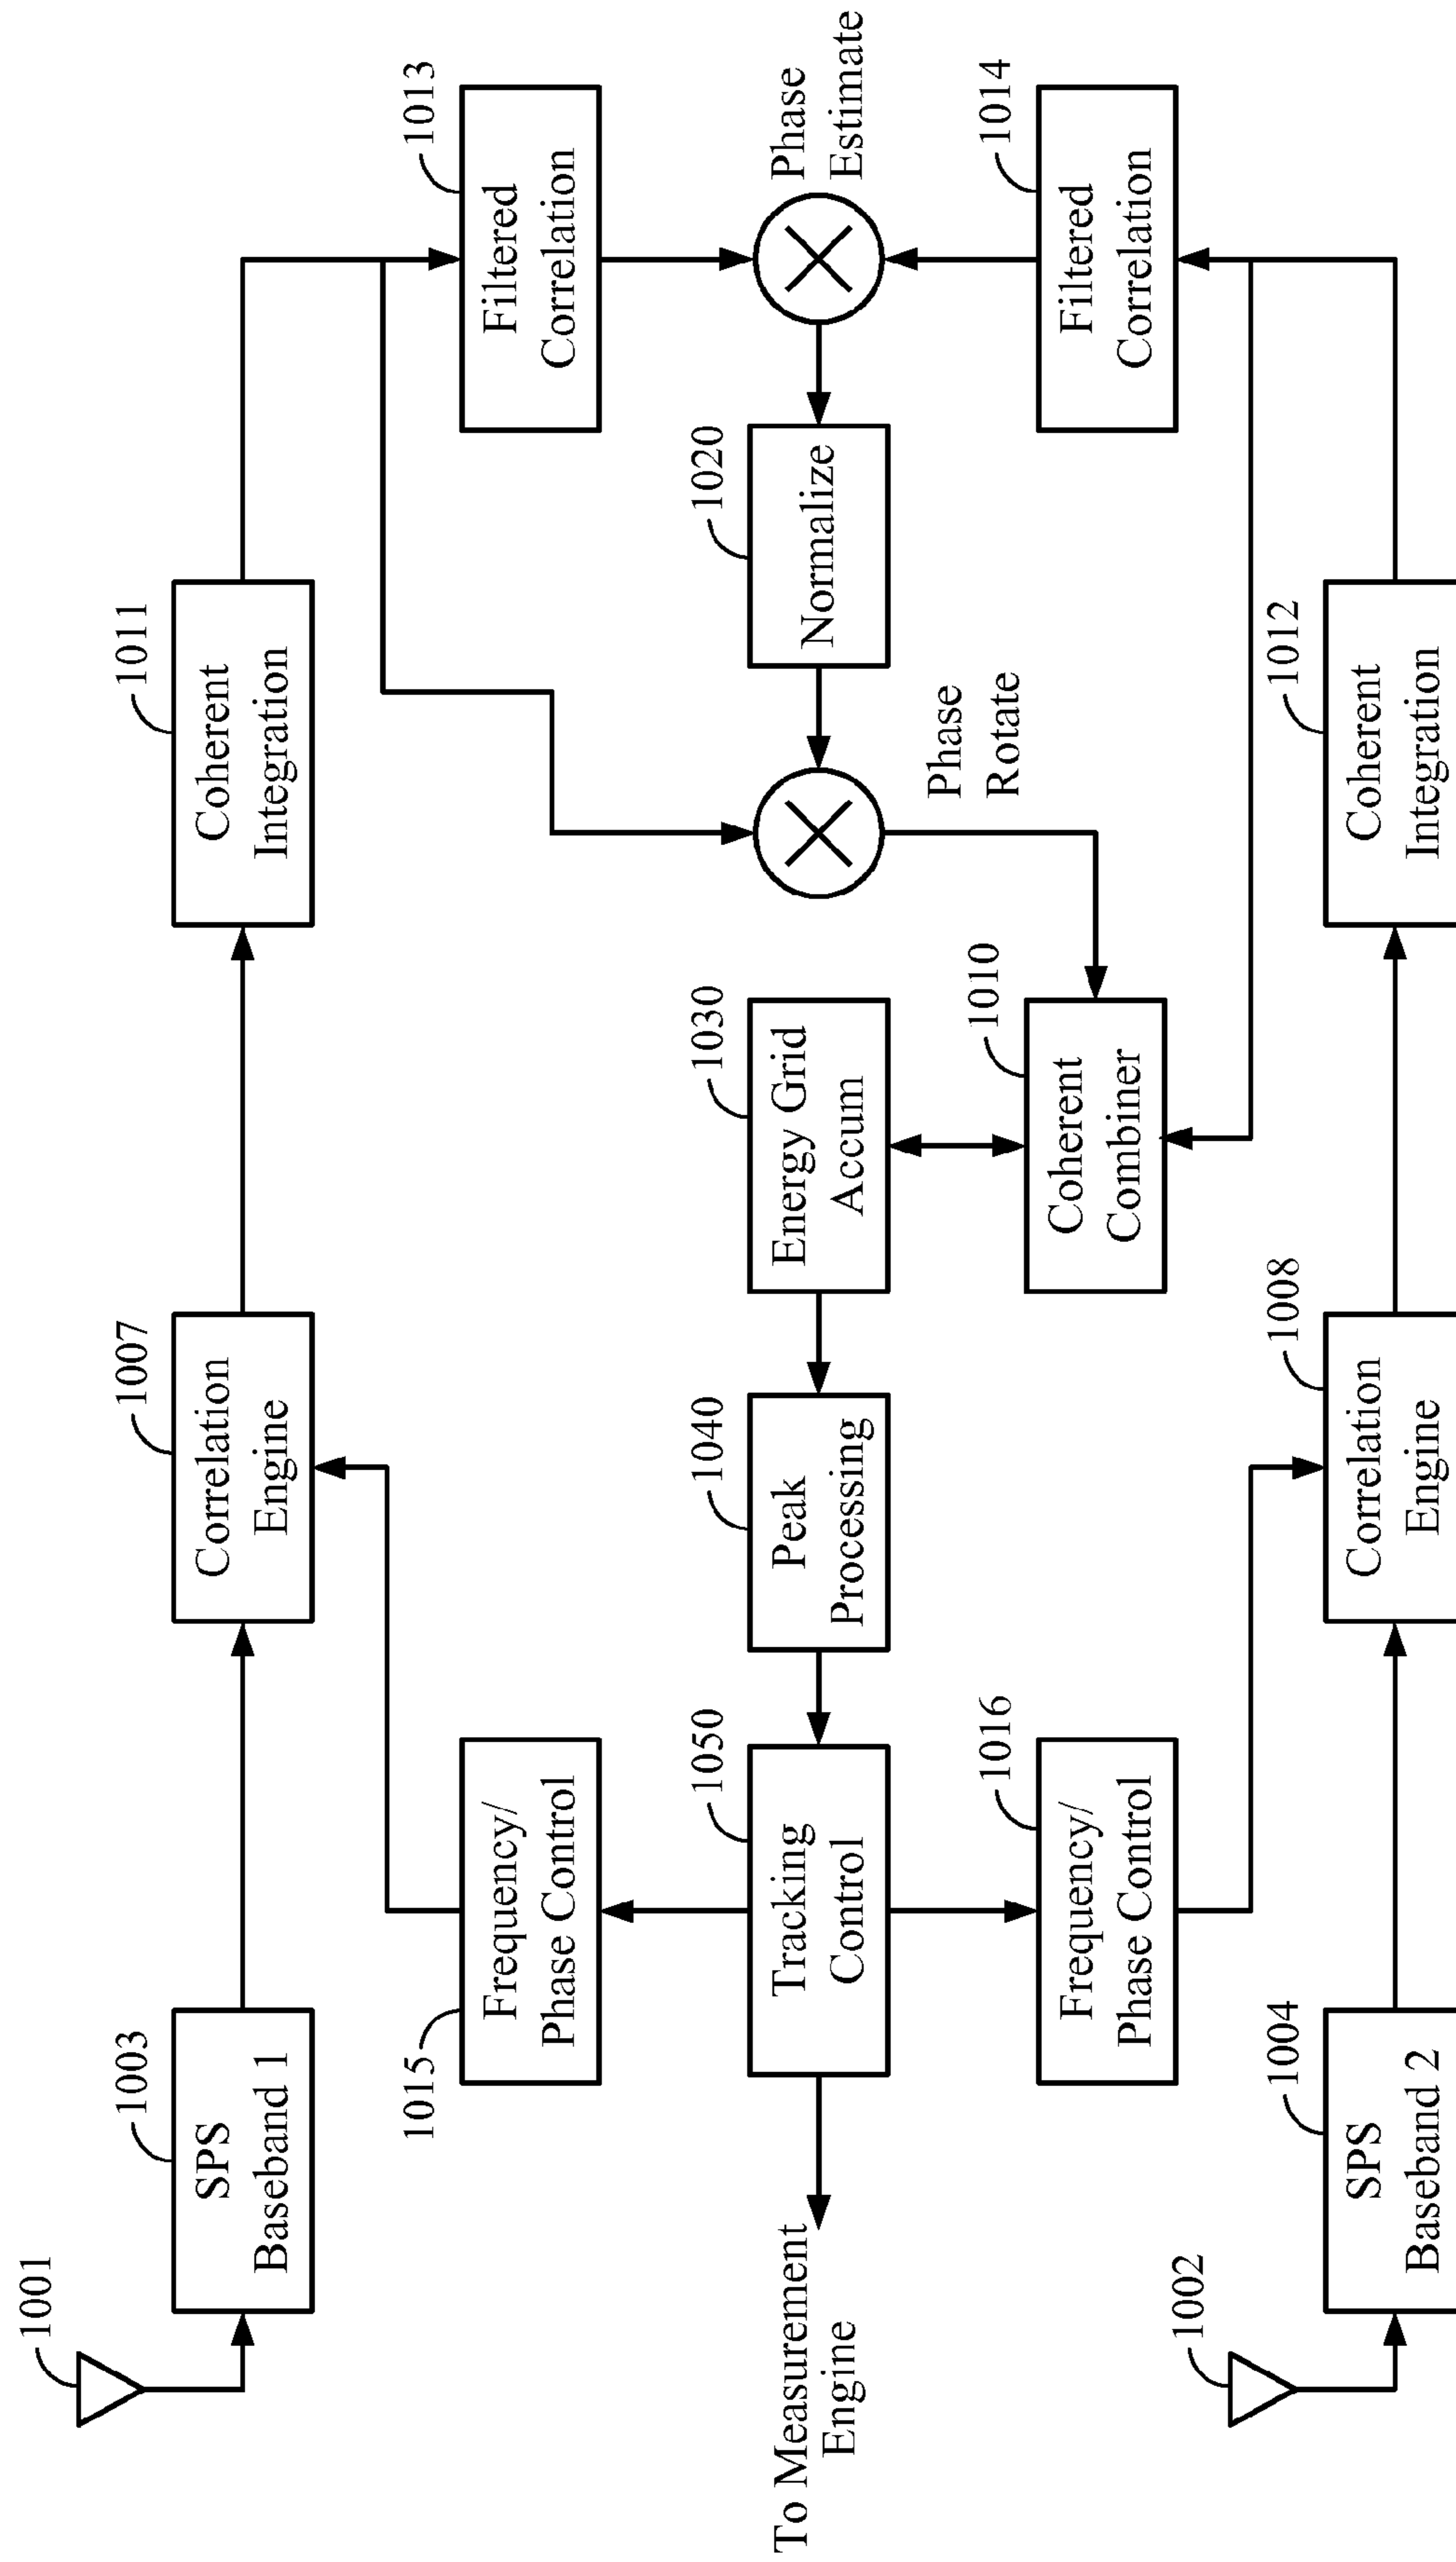 1001
1003
SPS
Baseband 1
1007
Correlation
Engine
1011
Coherent
Integration
1015
Frequency/
Phase Control
1013
Filtered
Correlation
To Measurement
Engine
1050
Tracking
Control
1040
Peak
Processing
1030
Energy Grid
Accum
1020
Normalize
Phase
Estimate
Phase
Rotate
1016
Frequency/
Phase Control
1010
Coherent
Combiner
1014
Filtered
Correlation
1002
1004
SPS
Baseband 2
1008
Correlation
Engine
1012
Coherent
Integration